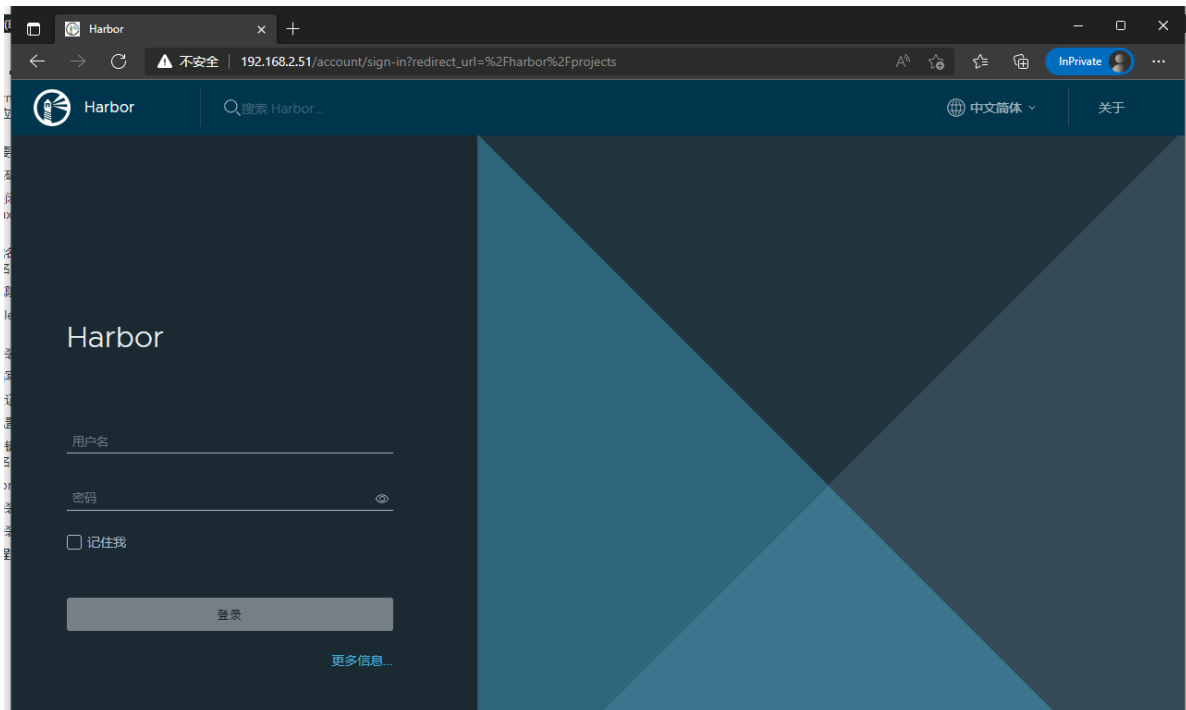 Harbor
不安全 192.168.2.51/account/sign-in?redirect_url=%2Fharbor%2Fprojects
InPrivate
Harbor
搜索 Harbor...
中文简体
关于
Harbor
用户名
密码
记住我
登录
更多信息...